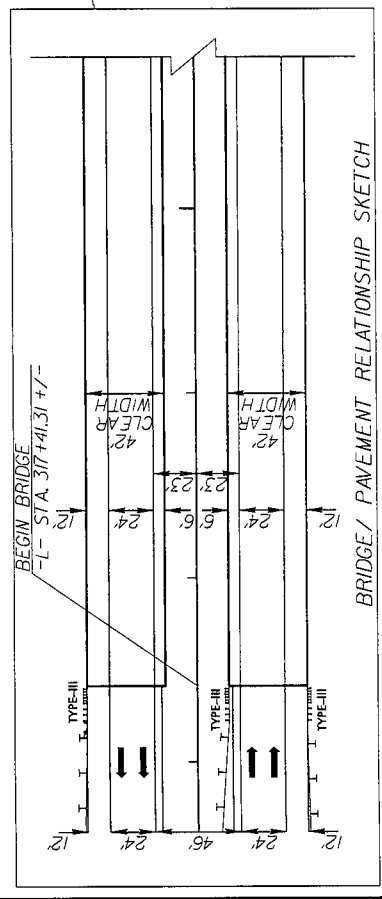 BEGIN BRIDGE
-L- STA. 317+41.31 +/-
TYPE-III
TYPE-III
TYPE-III
12'
24'
46'
24'
12'
12'
24'
6'
6'
24'
12'
23'
23'
42'
CLEAR
WIDTH
42'
CLEAR
WIDTH
BRIDGE/ PAVEMENT RELATIONSHIP SKETCH